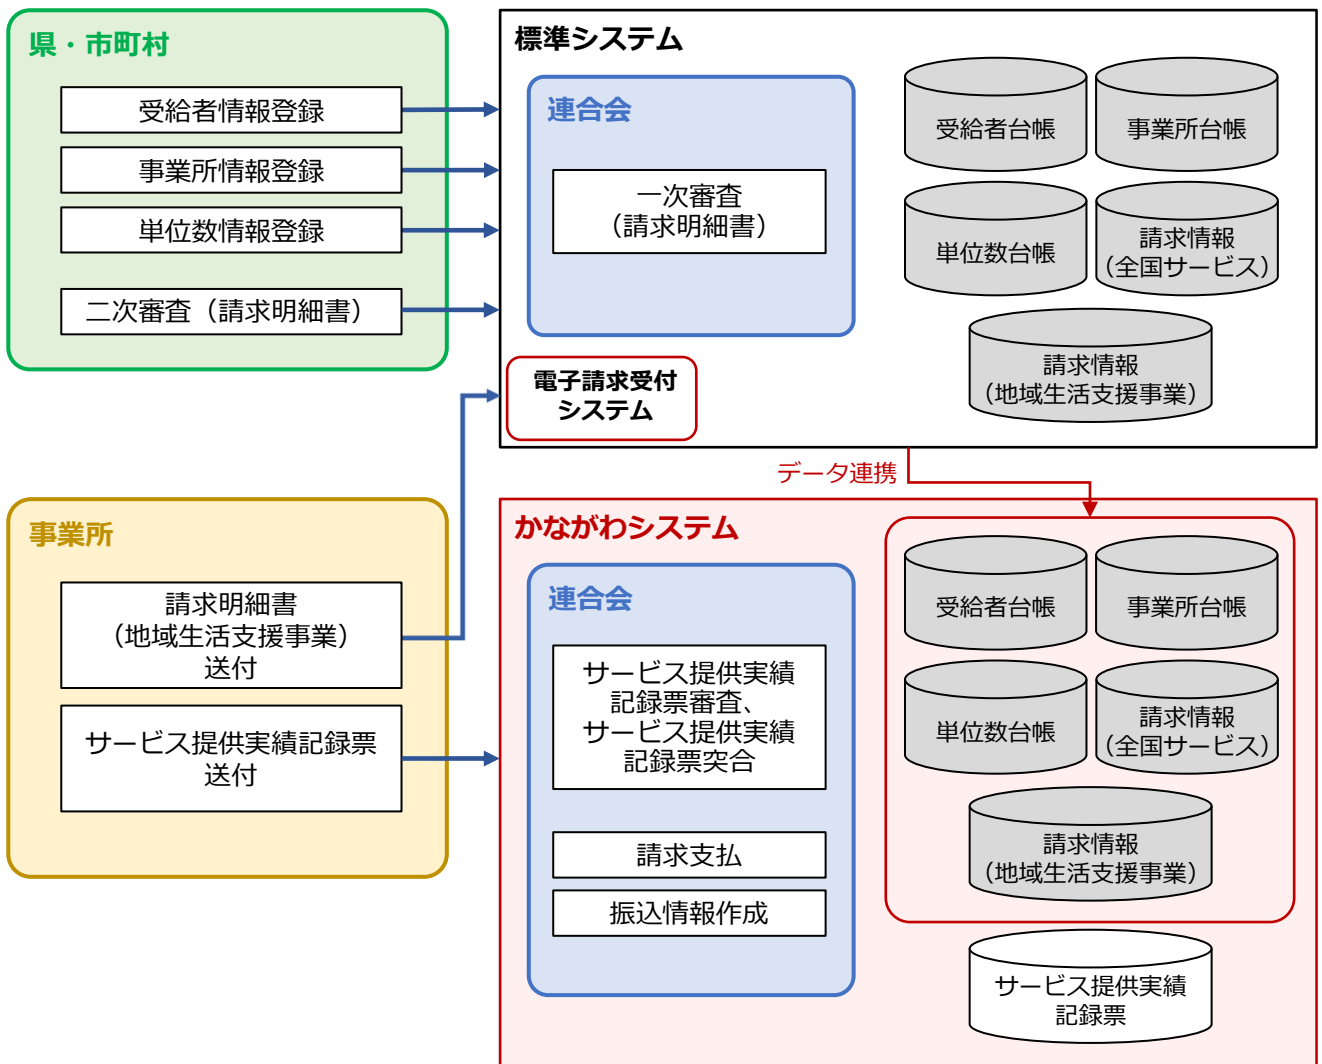 県・市町村
受給者情報登録
事業所情報登録
単位数情報登録
二次審査（請求明細書）
標準システム
連合会
一次審査
（請求明細書）
電子請求受付
システム
受給者台帳
事業所台帳
単位数台帳
請求情報
（全国サービス）
請求情報
（地域生活支援事業）
データ連携
事業所
請求明細書
（地域生活支援事業）
送付
サービス提供実績記録票
送付
かながわシステム
連合会
サービス提供実績
記録票審査、
サービス提供実績
記録票突合
請求支払
振込情報作成
受給者台帳
事業所台帳
単位数台帳
請求情報
（全国サービス）
請求情報
（地域生活支援事業）
サービス提供実績
記録票